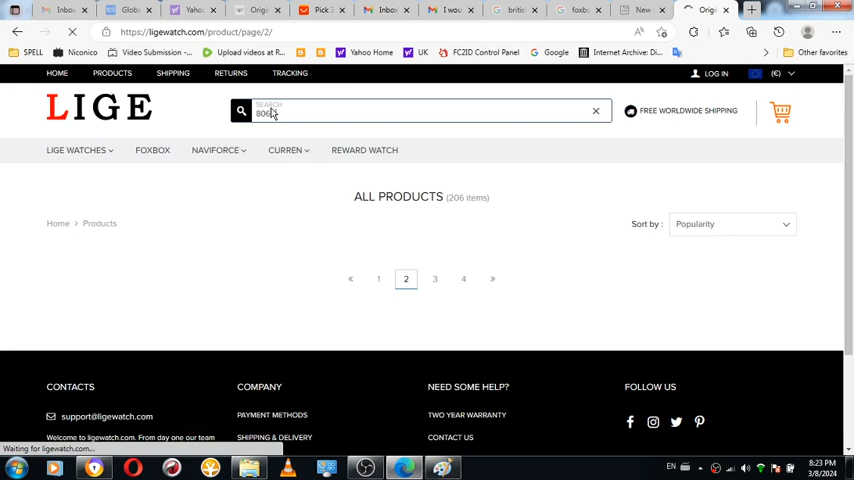 Inbox
Globa
Yahoo
Origin
Pick 3
Inbox
I wou
british
foxbo
New
Origi
https://ligewatch.com/product/page/2/
SPELL
Niconico
Video Submission -...
Upload videos at R...
Yahoo Home
UK
FC2ID Control Panel
Google
Internet Archive: Di...
Other favorites
HOME
PRODUCTS
SHIPPING
RETURNS
TRACKING
LOG IN
(€)
LIGE
SEARCH
FREE WORLDWIDE SHIPPING
LIGE WATCHES
FOXBOX
NAVIFORCE
CURREN
REWARD WATCH
ALL PRODUCTS (206 items)
Home > Products
Sort by :
Popularity
« 1 2 3 4 »
CONTACTS
COMPANY
NEED SOME HELP?
FOLLOW US
support@ligewatch.com
PAYMENT METHODS
TWO YEAR WARRANTY
Welcome to ligewatch.com. From day one our team
SHIPPING & DELIVERY
CONTACT US
Waiting for ligewatch.com...
EN
8:23 PM
3/8/2024